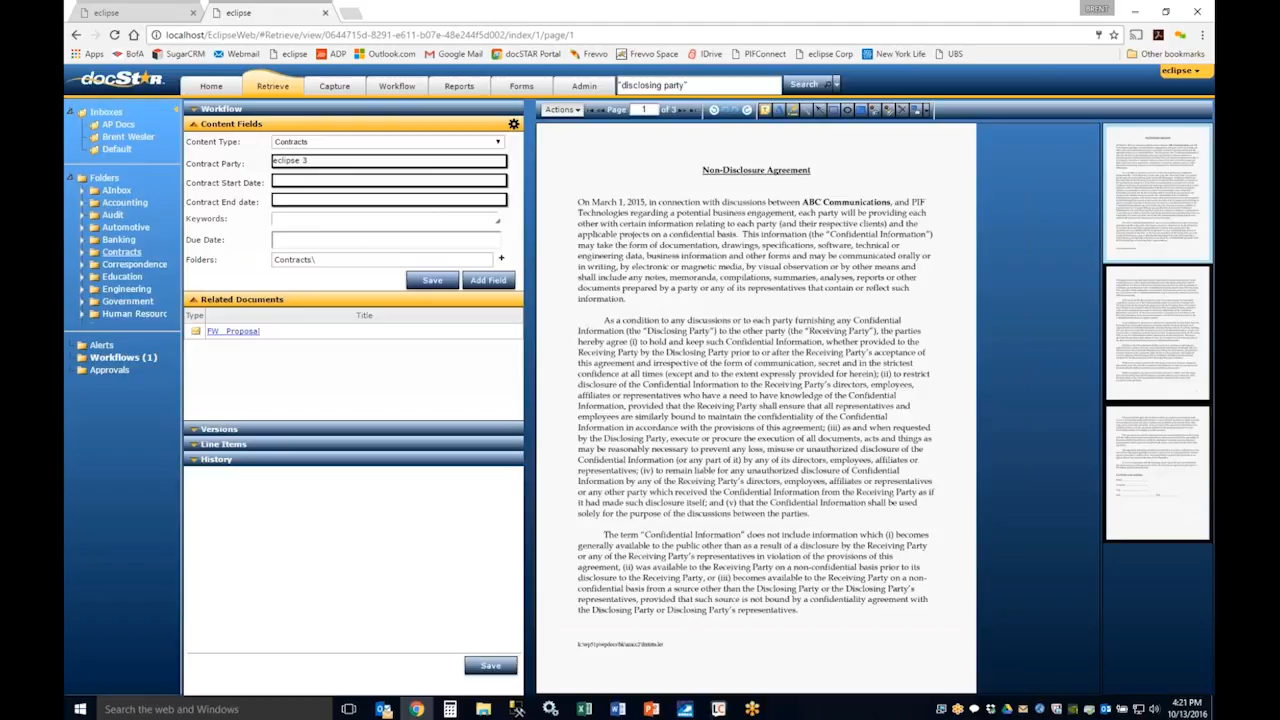 eclipse
eclipse
BRENT
localhost/EclipseWeb/#Retrieve/view/0644715d-8291-e611-b07e-48e244f5d002/index/1/page/1
Apps BofA SugarCRM Webmail eclipse ADP Outlook.com Google Mail docSTAR Portal Frevvo Frevvo Space IDrive PIFConnect eclipse Corp New York Life UBS Other bookmarks
eclipse
docSTAR
Home Retrieve Capture Workflow Reports Forms Admin "disclosing party" Search
Inboxes
AP Docs
Brent Wesler
Default
Folders
AInbox
Accounting
Audit
Automotive
Banking
Contracts
Correspondence
Education
Engineering
Government
Human Resourc
Alerts
Workflows (1)
Approvals
Workflow
Content Fields
Content Type: Contracts
Contract Party: eclipse 3
Contract Start Date:
Contract End date:
Keywords:
Due Date:
Folders: Contracts\ +
Save Add Field
Related Documents
Type Title
FW_ Proposal
Versions
Line Items
History
Save
Actions Page 1 of 3
Non-Disclosure Agreement
On March 1, 2015, in connection with discussions between ABC Communications, and PIF
Technologies regarding a potential business engagement, each party will be providing each
other with certain information relating to each party (and their respective clients) and the
applicable projects on a confidential basis. This information (the "Confidential Information")
may take the form of documentation, drawings, specifications, software, technical or
engineering data, business information and other forms and may be communicated orally or
in writing, by electronic or magnetic media, by visual observation or by other means and
shall include any notes, memoranda, compilations, summaries, analyses, reports or other
documents prepared by a party or any of its representatives that contain or reflect such
information.
As a condition to any discussions or to each party furnishing any Confidential
Information (the "Disclosing Party") to the other party (the "Receiving Party"), the parties
hereby agree (i) to hold and keep such Confidential Information, whether provided to the
Receiving Party by the Disclosing Party prior to or after the Receiving Party's acceptance of
this agreement and irrespective of the form of communication, secret and in the strictest
confidence at all times (except and to the extent expressly provided for herein); (ii) to restrict
disclosure of the Confidential Information to the Receiving Party's directors, employees,
affiliates or representatives who have a need to have knowledge of the Confidential
Information, provided that the Receiving Party shall ensure that all representatives and
employees are similarly bound to maintain the confidentiality of the Confidential
Information in accordance with the provisions of this agreement; (iii) as and when requested
by the Disclosing Party, execute or procure the execution of all documents, acts and things as
may be reasonably necessary to prevent any loss, misuse or unauthorized disclosure of the
Confidential Information (or any part of it) by any of its directors, employees, affiliates or
representatives; (iv) to remain liable for any unauthorized disclosure of Confidential
Information by any of the Receiving Party's directors, employees, affiliates or representatives
or any other party which received the Confidential Information from the Receiving Party as if
it had made such disclosure itself; and (v) that the Confidential Information shall be used
solely for the purpose of the discussions between the parties.
The term "Confidential Information" does not include information which (i) becomes
generally available to the public other than as a result of a disclosure by the Receiving Party
or any of the Receiving Party's representatives in violation of the provisions of this
agreement, (ii) was available to the Receiving Party on a non-confidential basis prior to its
disclosure to the Receiving Party, or (iii) becomes available to the Receiving Party on a non-
confidential basis from a source other than the Disclosing Party or the Disclosing Party's
representatives, provided that such source is not bound by a confidentiality agreement with
the Disclosing Party or Disclosing Party's representatives.
Search the web and Windows
4:21 PM
10/13/2016